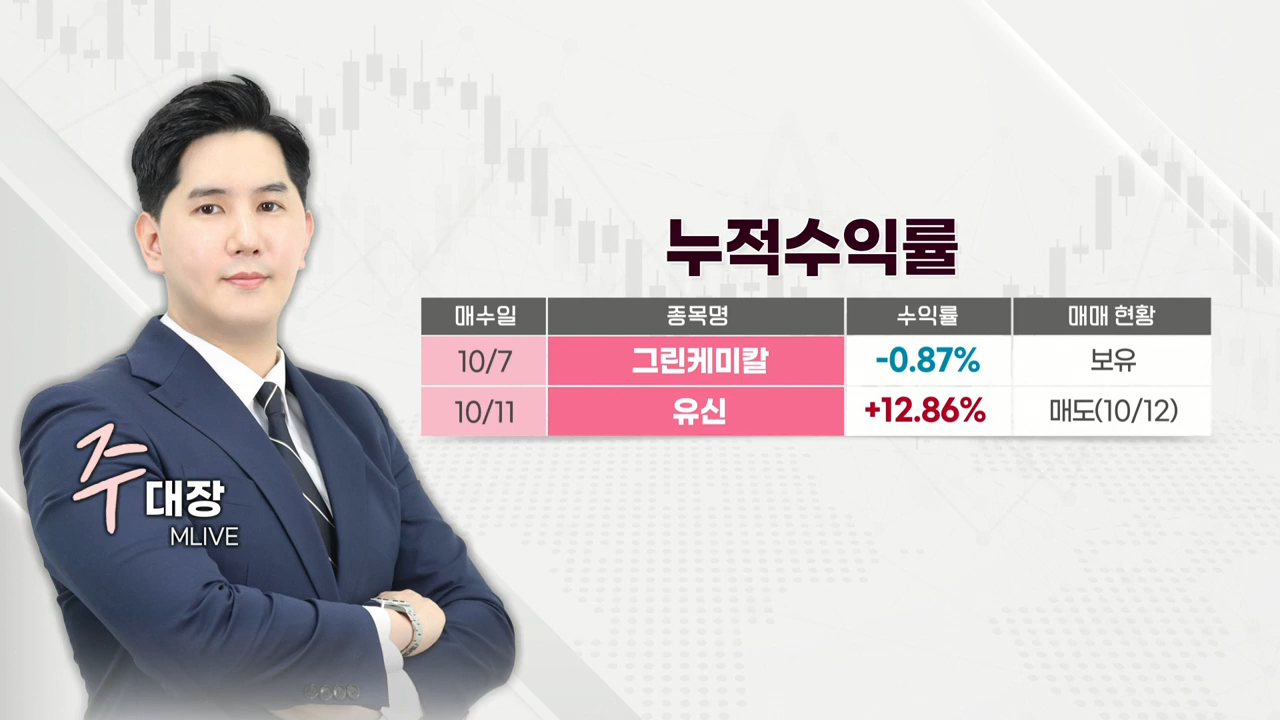 누적수익률
매수일 종목명 수익률 매매 현황
10/7 그린케미칼 -0.87% 보유
10/11 유신 +12.86% 매도(10/12)
주대장
MLIVE